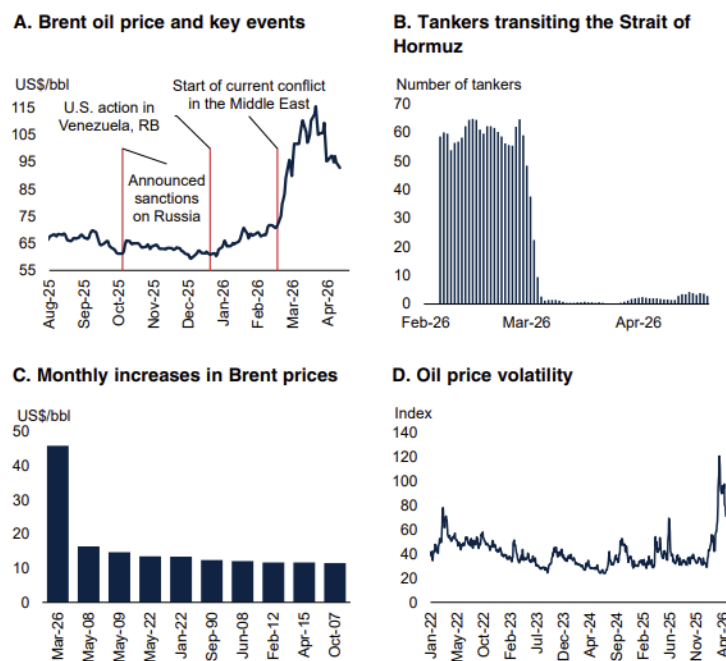 A. Brent oil price and key events
US$/bbl
115
105
95
85
75
65
55
U.S. action in
Venezuela, RB
Start of current conflict
in the Middle East
Announced
sanctions
on Russia
Aug-25
Sep-25
Oct-25
Nov-25
Dec-25
Jan-26
Feb-26
Mar-26
Apr-26
B. Tankers transiting the Strait of
Hormuz
Number of tankers
70
60
50
40
30
20
10
0
Feb-26
Mar-26
Apr-26
C. Monthly increases in Brent prices
US$/bbl
50
40
30
20
10
0
Mar-26
May-08
May-09
May-22
Jan-22
Sep-90
Jun-08
Feb-12
Apr-15
Oct-07
D. Oil price volatility
Index
140
120
100
80
60
40
20
0
Jan-22
May-22
Oct-22
Feb-23
Jul-23
Dec-23
Apr-24
Sep-24
Jan-25
Jun-25
Nov-25
Apr-26